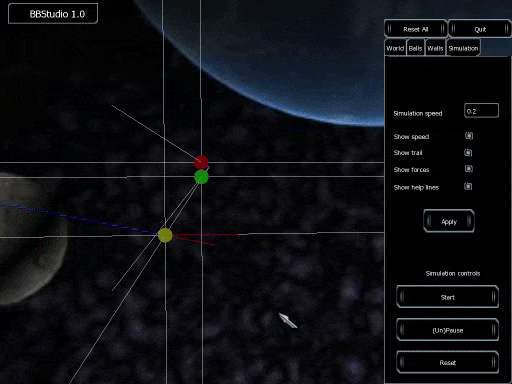 BBStudio 1.0
Reset All
Quit
World
Balls
Walls
Simulation
Simulation speed
0.2
Show speed
Show trail
Show forces
Show help lines
Apply
Simulation controls
Start
(Un)Pause
Reset